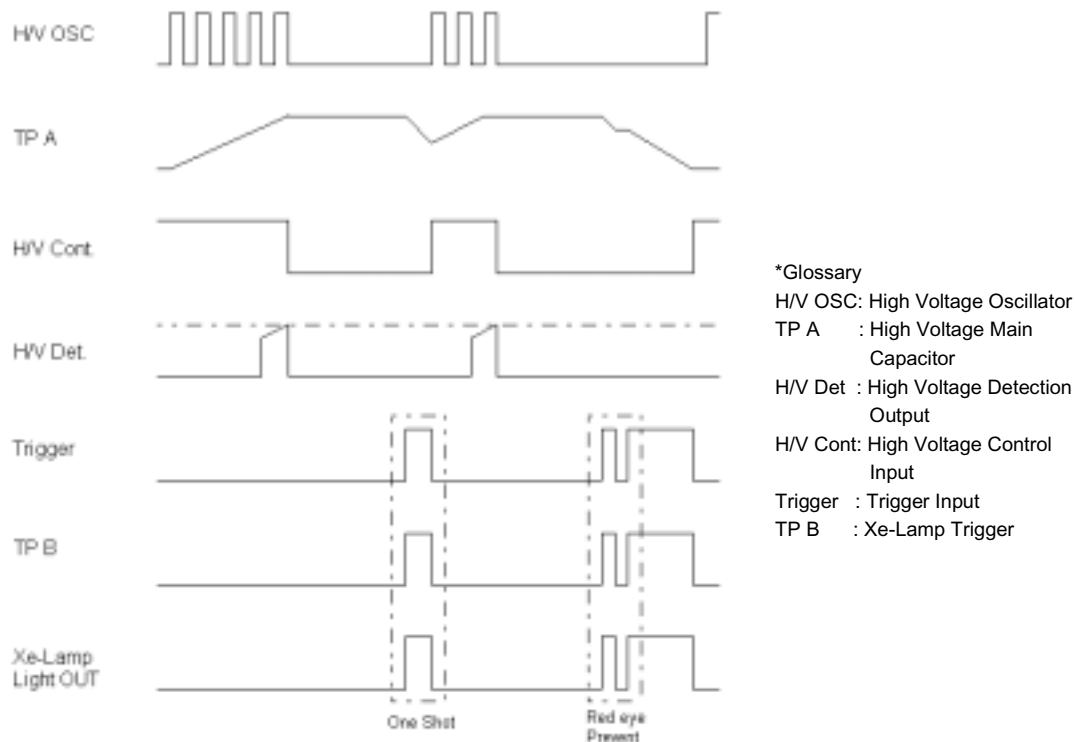 H/V OSC
TP A
H/V Cont.
H/V Det.
Trigger
TP B
Xe-Lamp
Light OUT
One Shot
Red eye
Prevent
*Glossary
H/V OSC: High Voltage Oscillator
TP A : High Voltage Main
Capacitor
H/V Det : High Voltage Detection
Output
H/V Cont: High Voltage Control
Input
Trigger : Trigger Input
TP B : Xe-Lamp Trigger